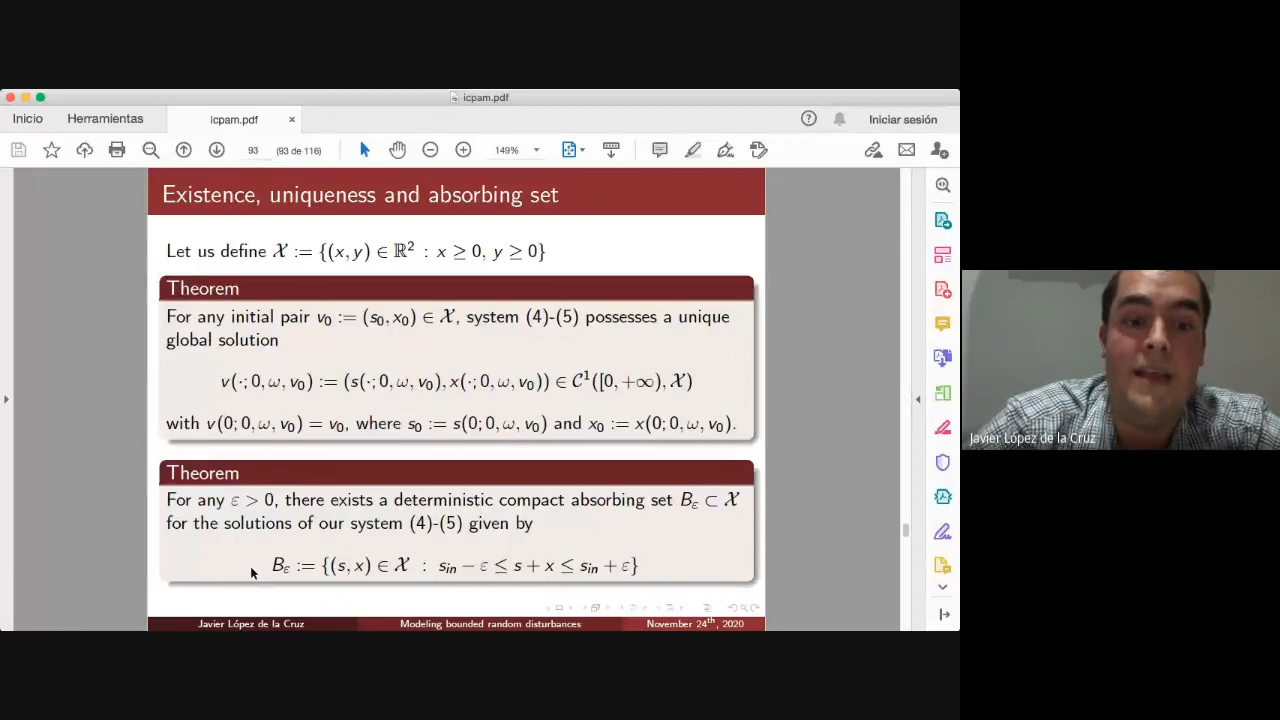 icpam.pdf
Inicio Herramientas icpam.pdf × Iniciar sesión
93 (93 de 116) 149%
Existence, uniqueness and absorbing set
Let us define 𝒳 := {(x, y) ∈ ℝ² : x ≥ 0, y ≥ 0}
Theorem
For any initial pair v₀ := (s₀, x₀) ∈ 𝒳, system (4)-(5) possesses a unique
global solution
v(·; 0, ω, v₀) := (s(·; 0, ω, v₀), x(·; 0, ω, v₀)) ∈ 𝒞¹([0, +∞), 𝒳)
with v(0; 0, ω, v₀) = v₀, where s₀ := s(0; 0, ω, v₀) and x₀ := x(0; 0, ω, v₀).
Theorem
For any ε > 0, there exists a deterministic compact absorbing set B_ε ⊂ 𝒳
for the solutions of our system (4)-(5) given by
B_ε := {(s, x) ∈ 𝒳 : s_in − ε ≤ s + x ≤ s_in + ε}
Javier López de la Cruz Modeling bounded random disturbances November 24th, 2020
Javier López de la Cruz